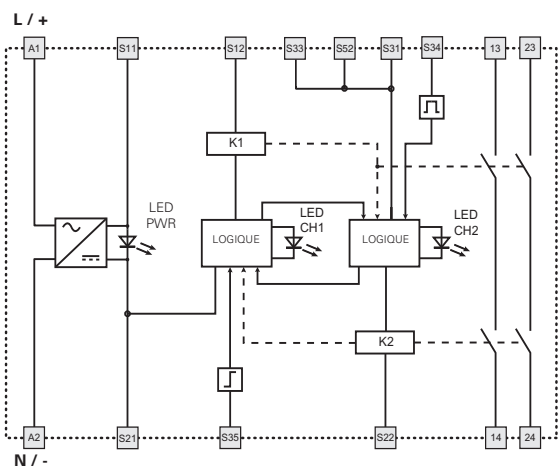 L / +
A1
S11
S12
S33
S52
S31
S34
13
23
K1
LED
PWR
LOGIQUE
LED
CH1
LOGIQUE
LED
CH2
K2
A2
S21
S35
S22
14
24
N / -